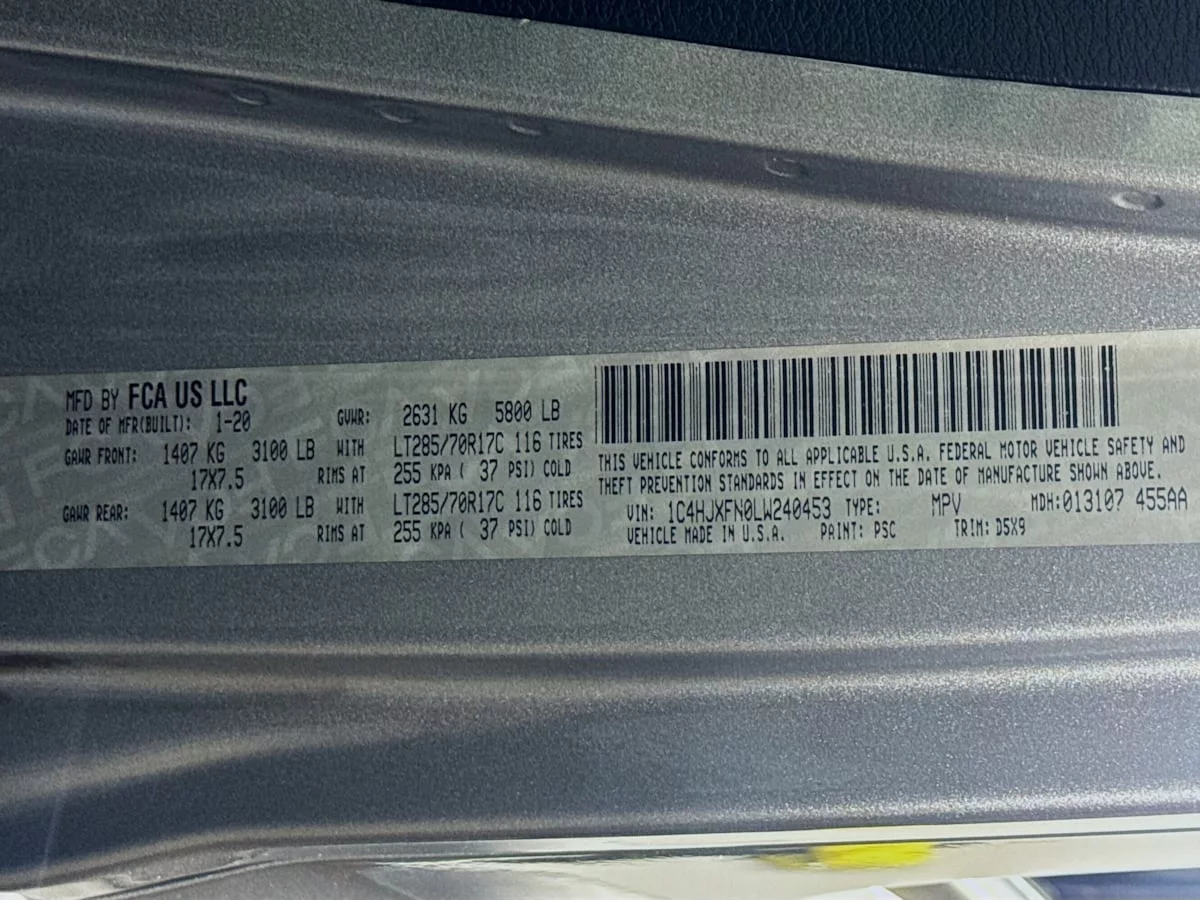 MFD BY FCA US LLC
DATE OF MFR(BUILT): 1-20 GVWR: 2631 KG 5800 LB
GAWR FRONT: 1407 KG 3100 LB WITH LT285/70R17C 116 TIRES
17X7.5 RIMS AT 255 KPA ( 37 PSI) COLD
GAWR REAR: 1407 KG 3100 LB WITH LT285/70R17C 116 TIRES
17X7.5 RIMS AT 255 KPA ( 37 PSI) COLD
THIS VEHICLE CONFORMS TO ALL APPLICABLE U.S.A. FEDERAL MOTOR VEHICLE SAFETY AND
THEFT PREVENTION STANDARDS IN EFFECT ON THE DATE OF MANUFACTURE SHOWN ABOVE.
VIN: 1C4HJXFN0LW240453 TYPE: MPV MDH:013107 455AA
VEHICLE MADE IN U.S.A. PAINT: PSC TRIM: D5X9